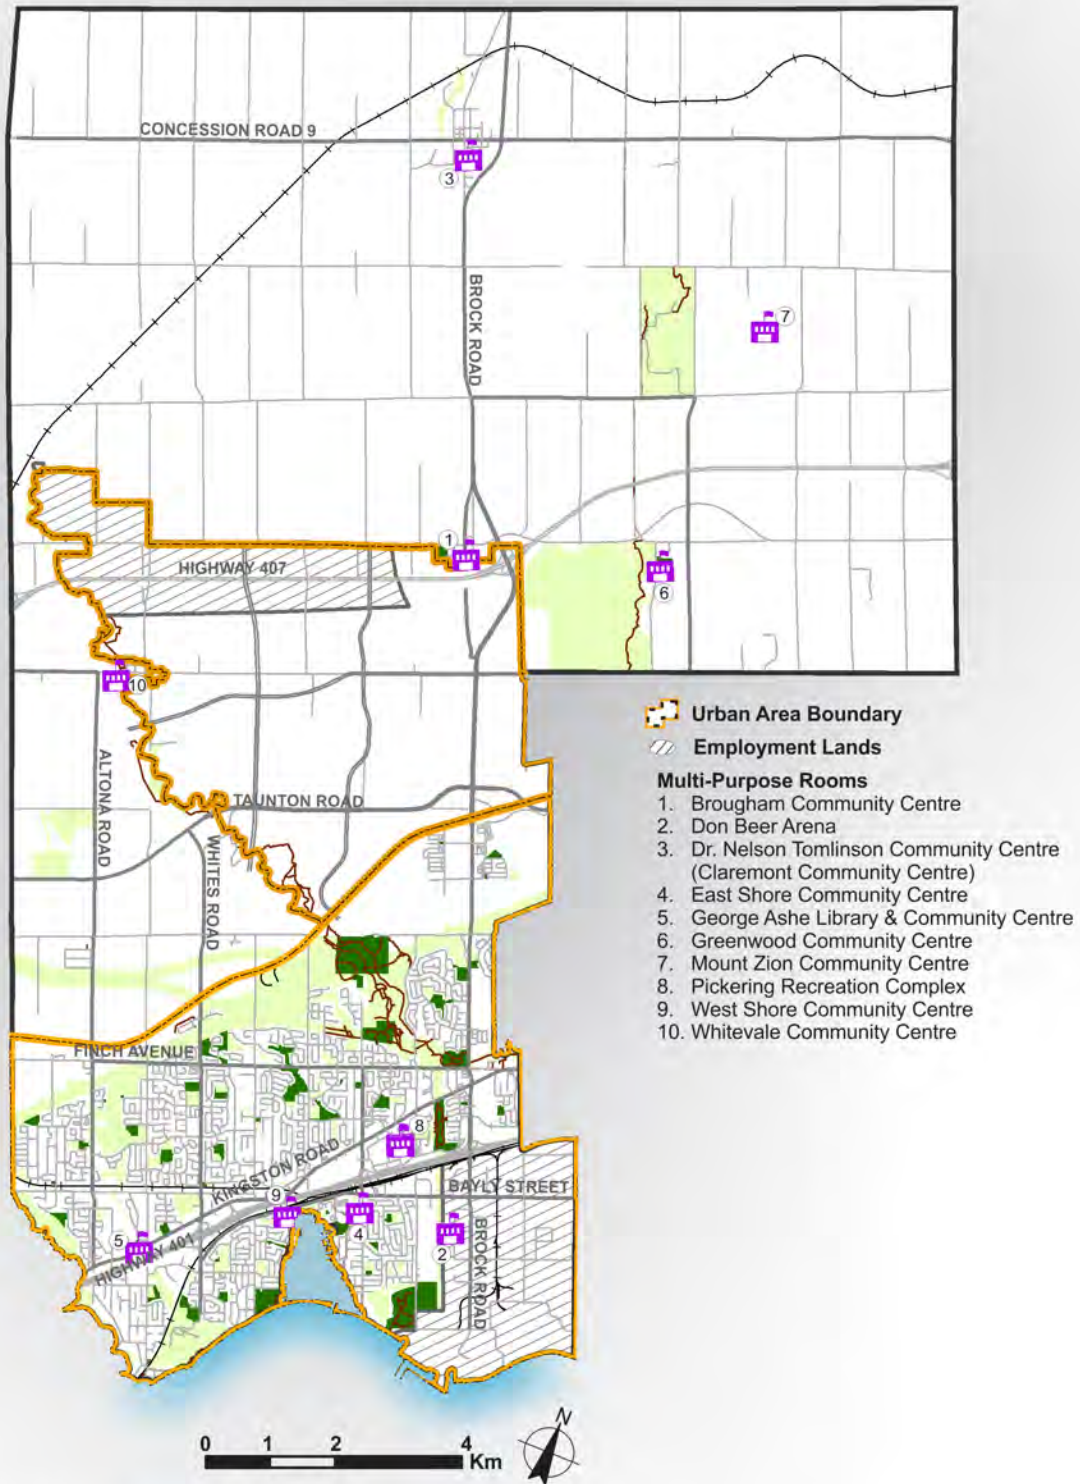 CONCESSION ROAD 9
3
BROCK ROAD
7
1
HIGHWAY 407
6
10
Urban Area Boundary
Employment Lands
Multi-Purpose Rooms
1. Brougham Community Centre
2. Don Beer Arena
3. Dr. Nelson Tomlinson Community Centre
(Claremont Community Centre)
4. East Shore Community Centre
5. George Ashe Library & Community Centre
6. Greenwood Community Centre
7. Mount Zion Community Centre
8. Pickering Recreation Complex
9. West Shore Community Centre
10. Whitevale Community Centre
ALTONA ROAD
TAUNTON ROAD
WHITES ROAD
FINCH AVENUE
8
KINGSTON ROAD
BAYLY STREET
9
5
HIGHWAY 401
4
2
BROCK ROAD
N
0 1 2 4
Km